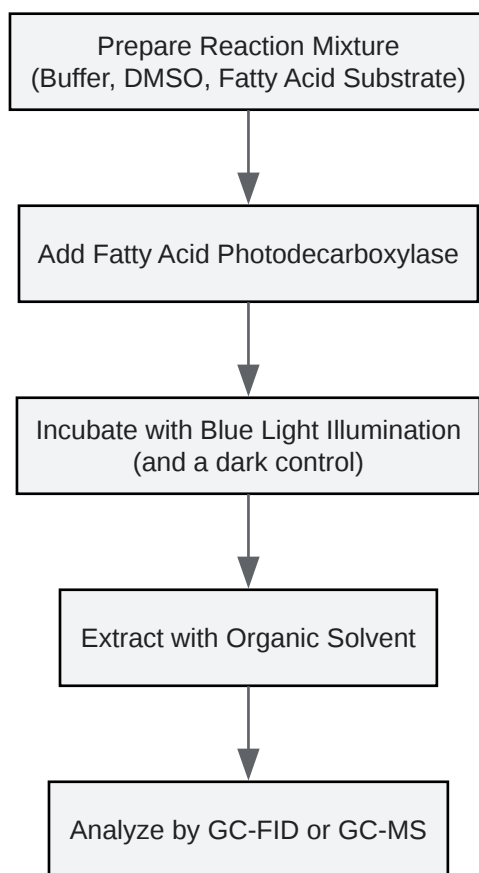 Prepare Reaction Mixture
(Buffer, DMSO, Fatty Acid Substrate)
Add Fatty Acid Photodecarboxylase
Incubate with Blue Light Illumination
(and a dark control)
Extract with Organic Solvent
Analyze by GC-FID or GC-MS